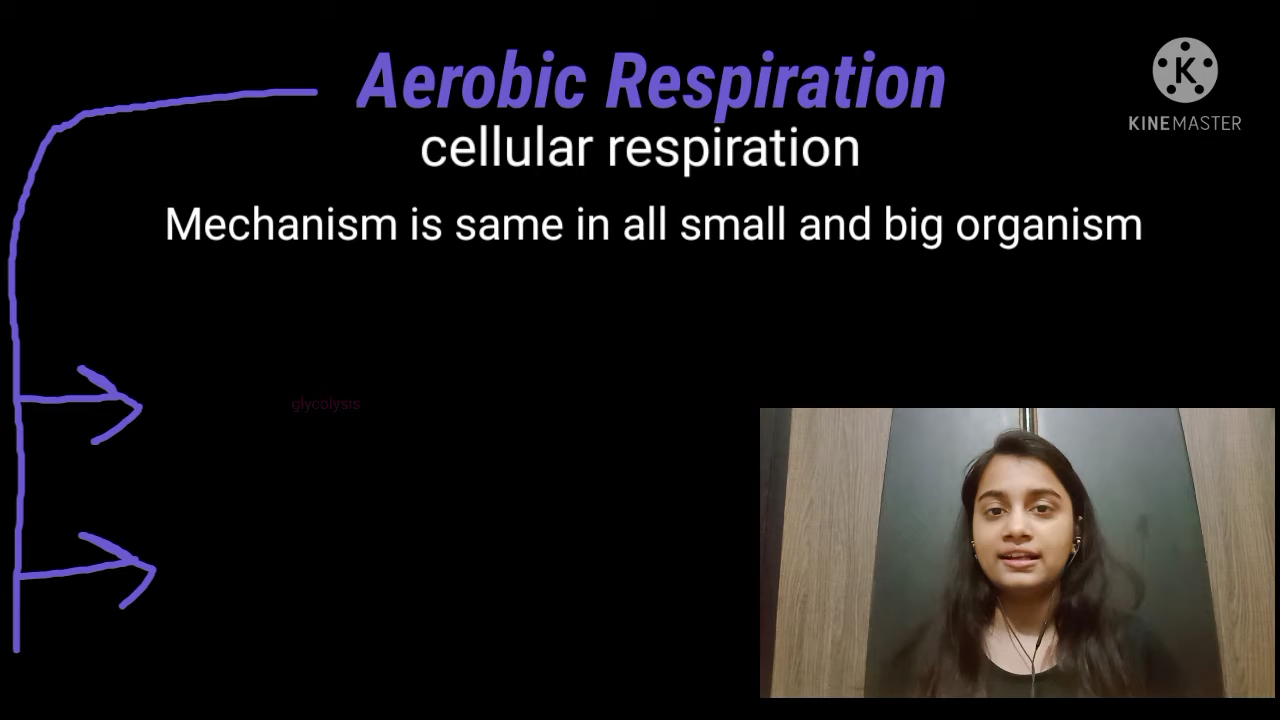 Aerobic Respiration
K
KINEMASTER
cellular respiration
Mechanism is same in all small and big organism
glycolysis